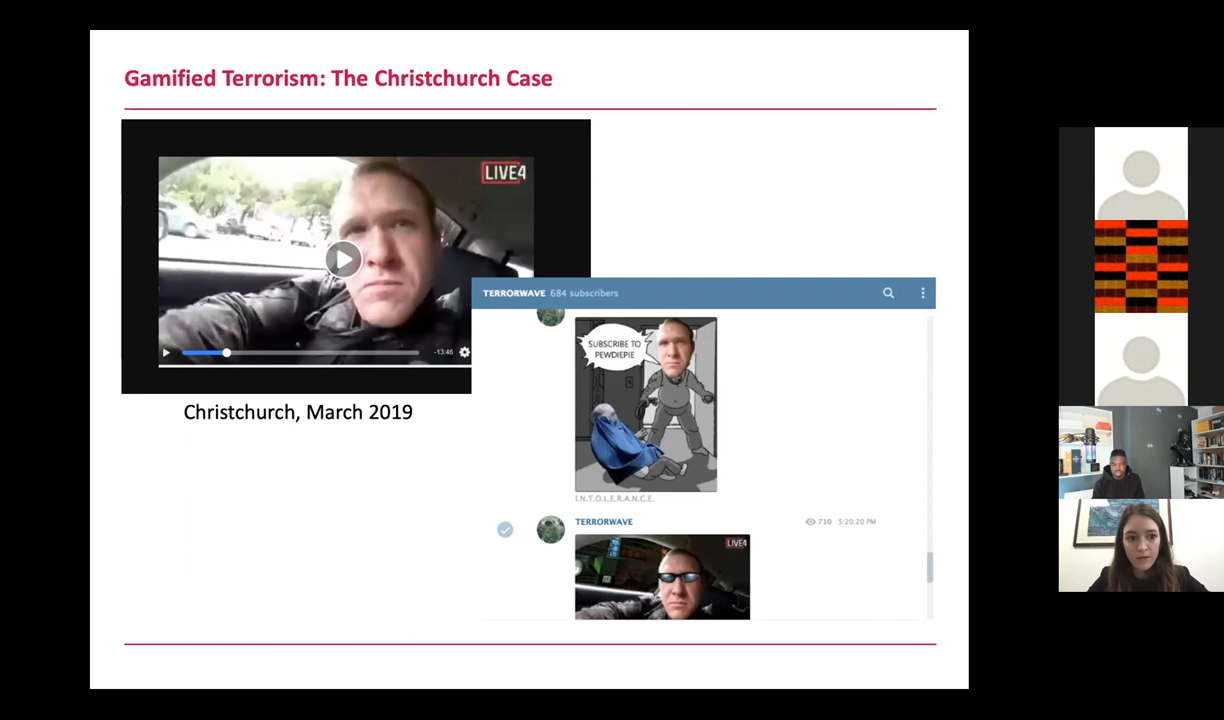 Gamified Terrorism: The Christchurch Case
LIVE4
-13:46
Christchurch, March 2019
TERRORWAVE 684 subscribers
SUBSCRIBE TO
PEWDIEPIE
I.N.T.O.L.E.R.A.N.C.E.
TERRORWAVE
710 5:20:20 PM
LIVE4